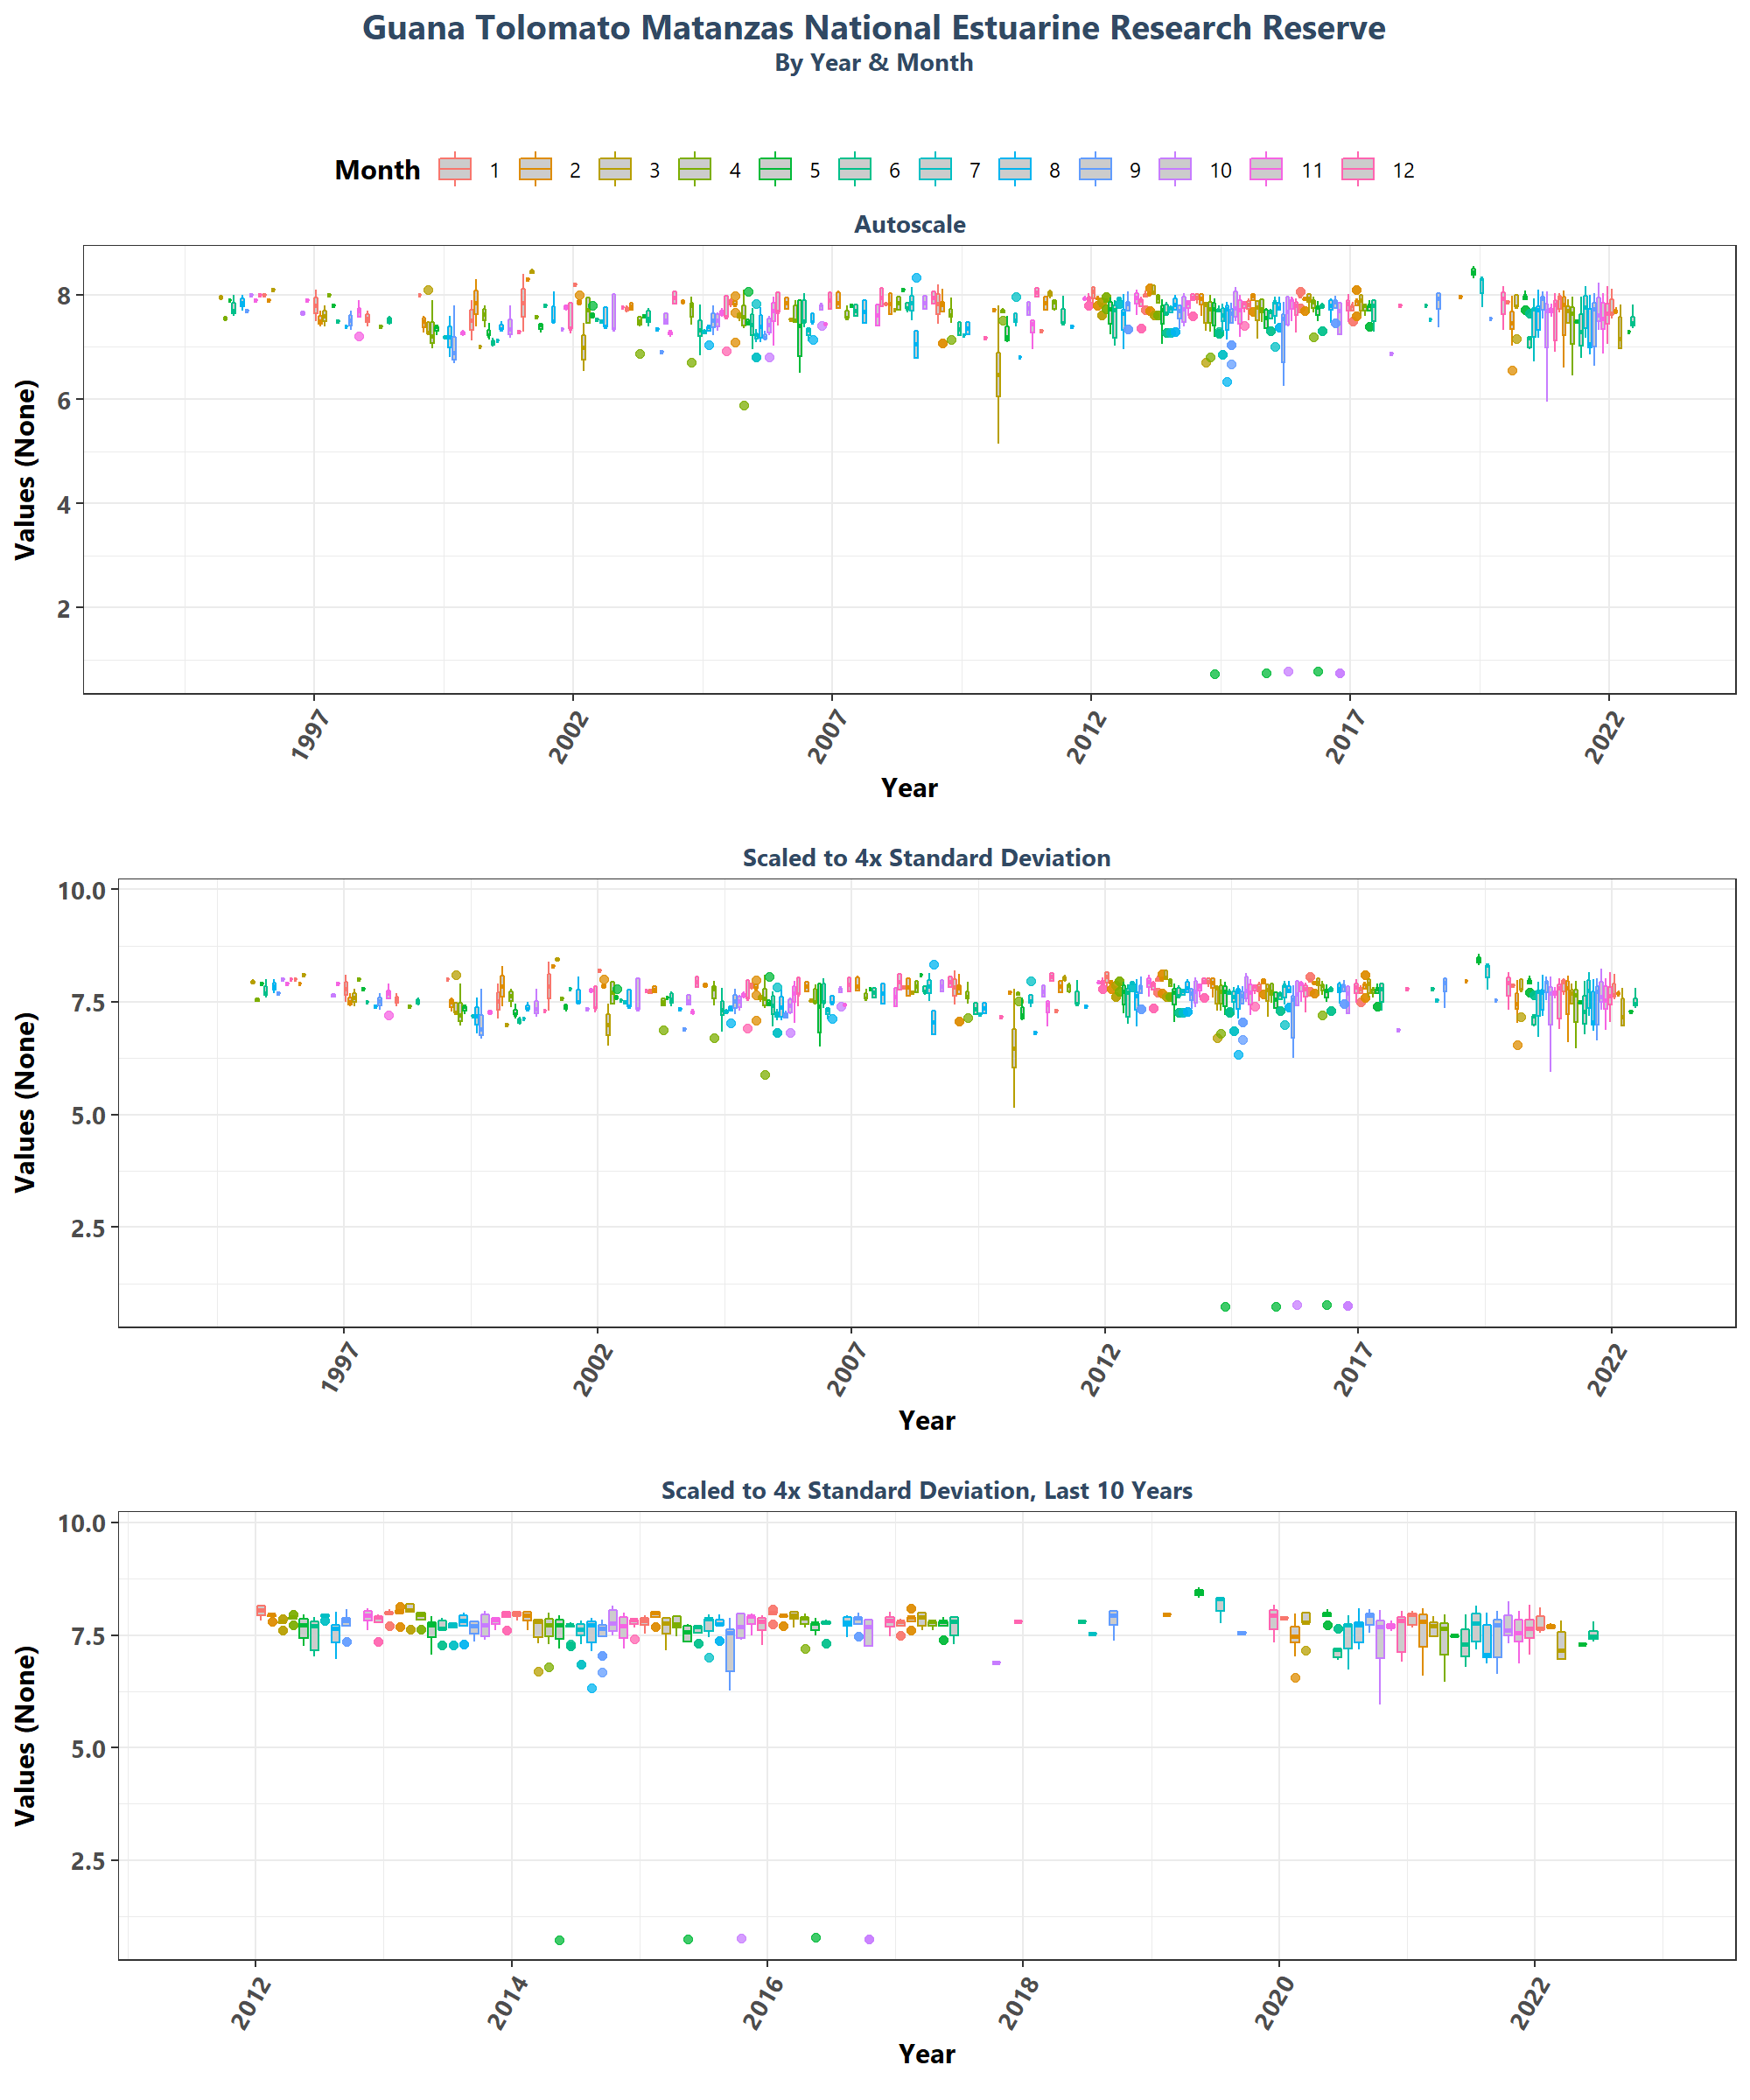 Guana Tolomato Matanzas National Estuarine Research Reserve
By Year & Month
Month 1 2 3 4 5 6 7 8 9 10 11 12
Autoscale
8
6
4
2
Values (None)
1997 2002 2007 2012 2017 2022
Year
Scaled to 4x Standard Deviation
10.0
7.5
5.0
2.5
Values (None)
1997 2002 2007 2012 2017 2022
Year
Scaled to 4x Standard Deviation, Last 10 Years
10.0
7.5
5.0
2.5
Values (None)
2012 2014 2016 2018 2020 2022
Year